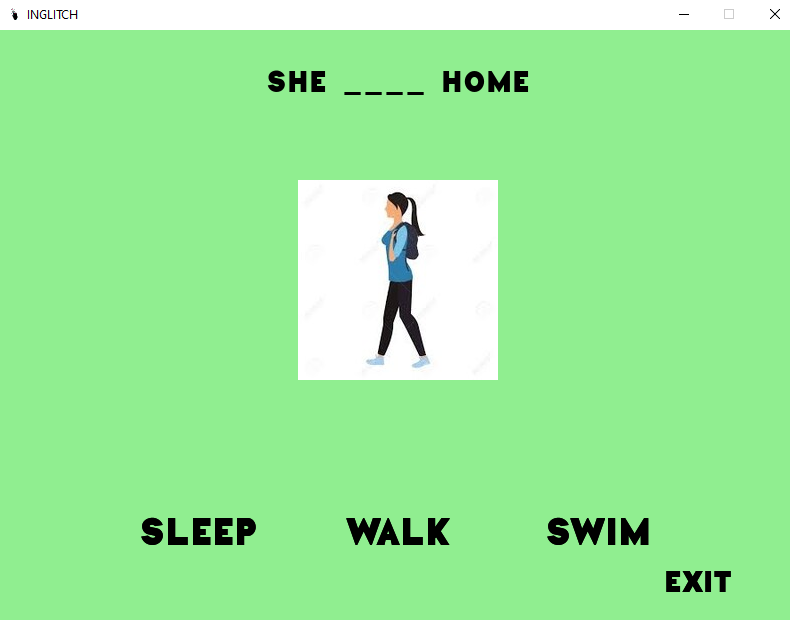 INGLITCH
SHE ____ HOME
SLEEP WALK SWIM
EXIT